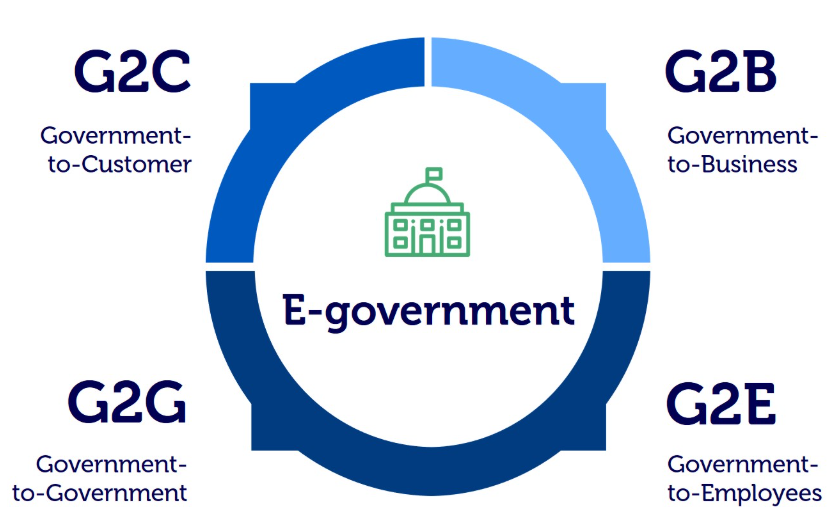 G2C
Government-
to-Customer
G2B
Government-
to-Business
E-government
G2G
Government-
to-Government
G2E
Government-
to-Employees